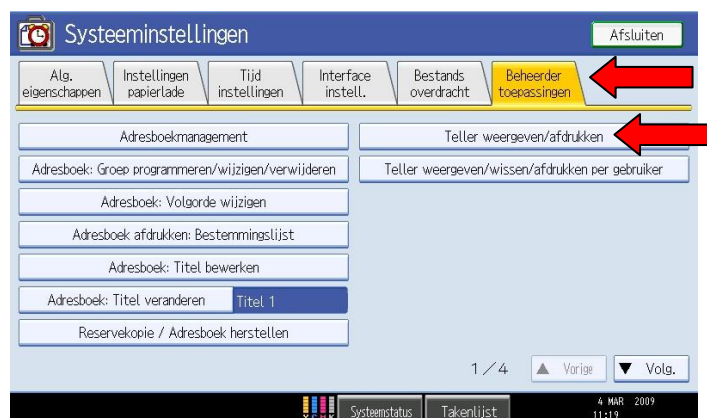 Systeeminstellingen
Afsluiten
Alg.
eigenschappen
Instellingen
papierlade
Tijd
instellingen
Interface
instell.
Bestands
overdracht
Beheerder
toepassingen
Adresboekmanagement
Teller weergeven/afdrukken
Adresboek: Groep programmeren/wijzigen/verwijderen
Teller weergeven/wissen/afdrukken per gebruiker
Adresboek: Volgorde wijzigen
Adresboek afdrukken: Bestemmingslijst
Adresboek: Titel bewerken
Adresboek: Titel veranderen
Titel 1
Reservekopie / Adresboek herstellen
1/4
▲ Vorige
▼ Volg.
Y C M K
Systeemstatus
Takenlijst
4 MAR 2009
11:19